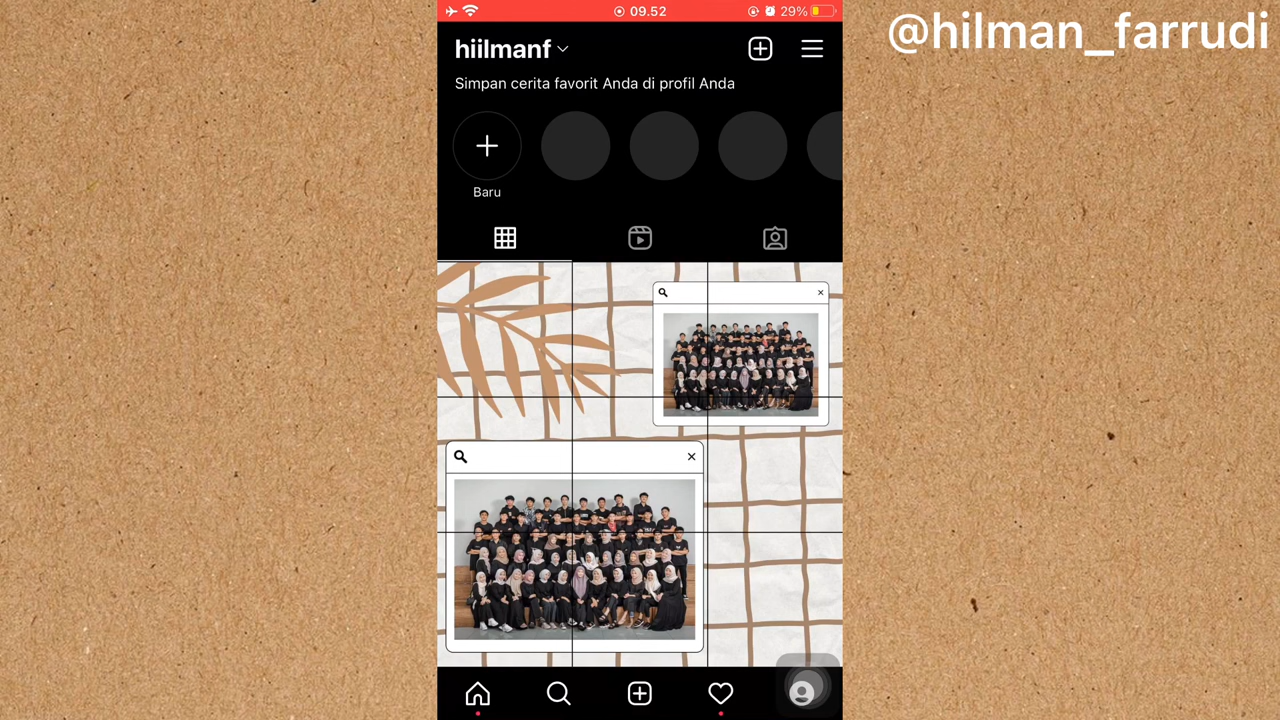 09.52
29%
@hilman_farrudi
hiilmanf
Simpan cerita favorit Anda di profil Anda
Baru